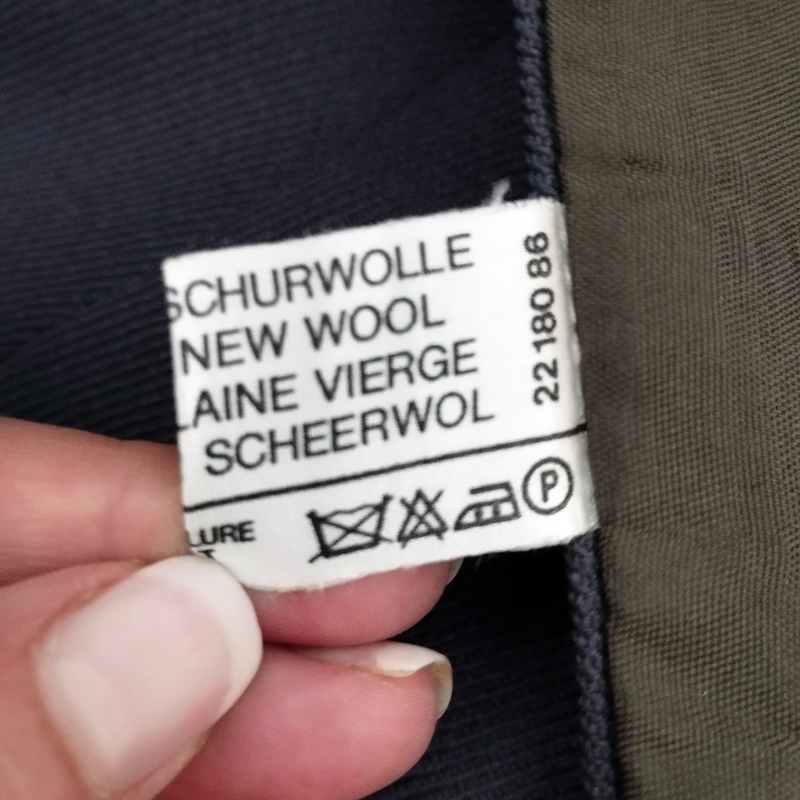 SCHURWOLLE
NEW WOOL
LAINE VIERGE
SCHEERWOL
22 180 86
LURE
P